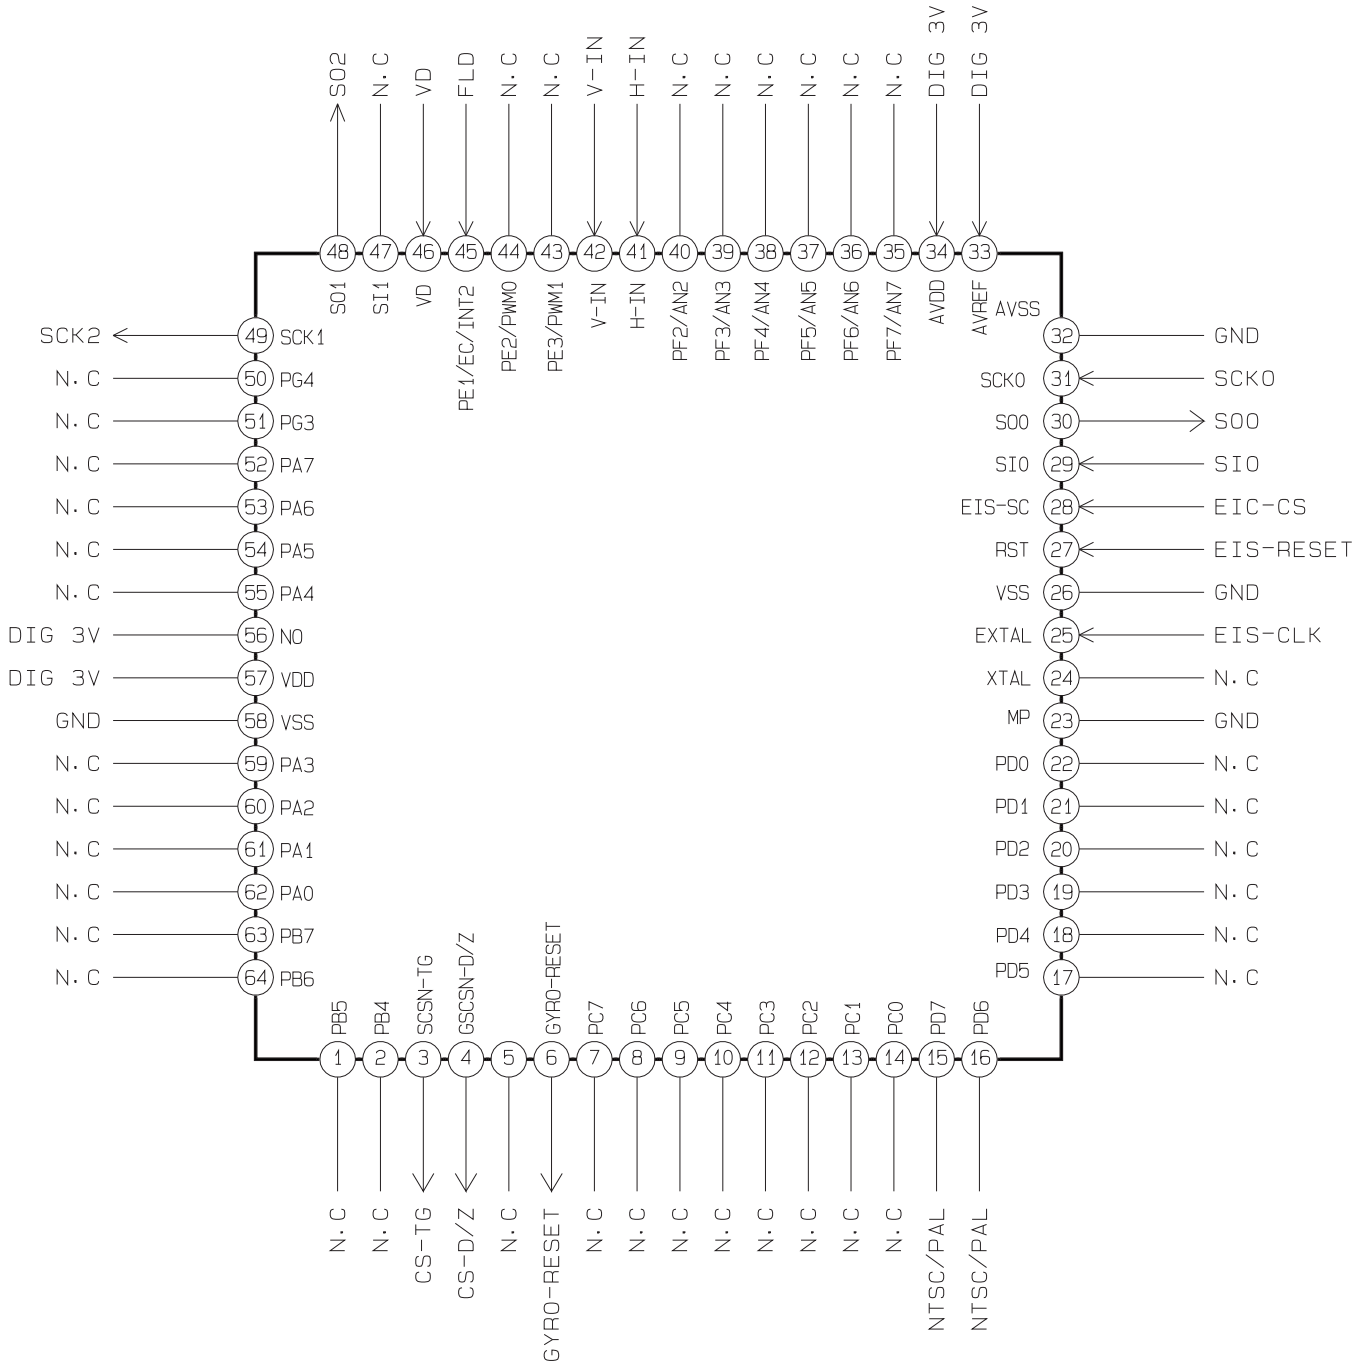 SO2 N.C VD FLD N.C N.C V-IN H-IN N.C N.C N.C N.C N.C N.C DIG 3V DIG 3V
48 47 46 45 44 43 42 41 40 39 38 37 36 35 34 33
SO1 SI1 VD PE1/EC/INT2 PE2/PWM0 PE3/PWM1 V-IN H-IN PF2/AN2 PF3/AN3 PF4/AN4 PF5/AN5 PF6/AN6 PF7/AN7 AVDD AVREF
SCK2 49 SCK1 AVSS 32 GND
N.C 50 PG4 SCK0 31 SCK0
N.C 51 PG3 SO0 30 SO0
N.C 52 PA7 SI0 29 SI0
N.C 53 PA6 EIS-SC 28 EIC-CS
N.C 54 PA5 RST 27 EIS-RESET
N.C 55 PA4 VSS 26 GND
DIG 3V 56 NO EXTAL 25 EIS-CLK
DIG 3V 57 VDD XTAL 24 N.C
GND 58 VSS MP 23 GND
N.C 59 PA3 PD0 22 N.C
N.C 60 PA2 PD1 21 N.C
N.C 61 PA1 PD2 20 N.C
N.C 62 PA0 PD3 19 N.C
N.C 63 PB7 PD4 18 N.C
N.C 64 PB6 PD5 17 N.C
PB5 PB4 SCSN-TG GSCSN-D/Z GYRO-RESET PC7 PC6 PC5 PC4 PC3 PC2 PC1 PC0 PD7 PD6
1 2 3 4 5 6 7 8 9 10 11 12 13 14 15 16
N.C N.C CS-TG CS-D/Z N.C GYRO-RESET N.C N.C N.C N.C N.C N.C N.C N.C NTSC/PAL NTSC/PAL